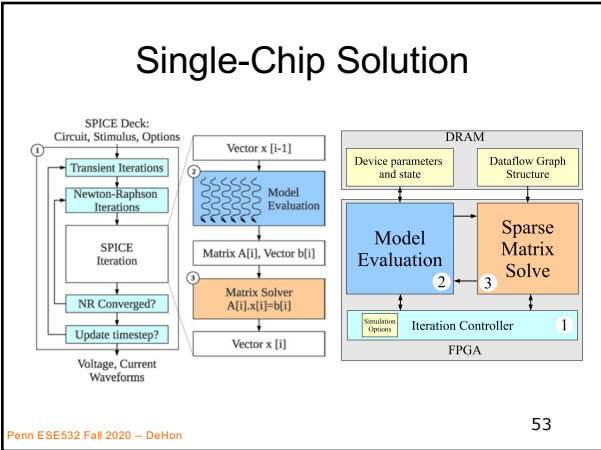 Single-Chip Solution
SPICE Deck:
Circuit, Stimulus, Options
1
Transient Iterations
Newton-Raphson
Iterations
SPICE
Iteration
NR Converged?
Update timestep?
Voltage, Current
Waveforms
Vector x [i-1]
2
Model
Evaluation
Matrix A[i], Vector b[i]
3
Matrix Solver
A[i].x[i]=b[i]
Vector x [i]
DRAM
Device parameters
and state
Dataflow Graph
Structure
Model
Evaluation
2
Sparse
Matrix
Solve
3
Simulation
Options
Iteration Controller
1
FPGA
Penn ESE532 Fall 2020 -- DeHon
53